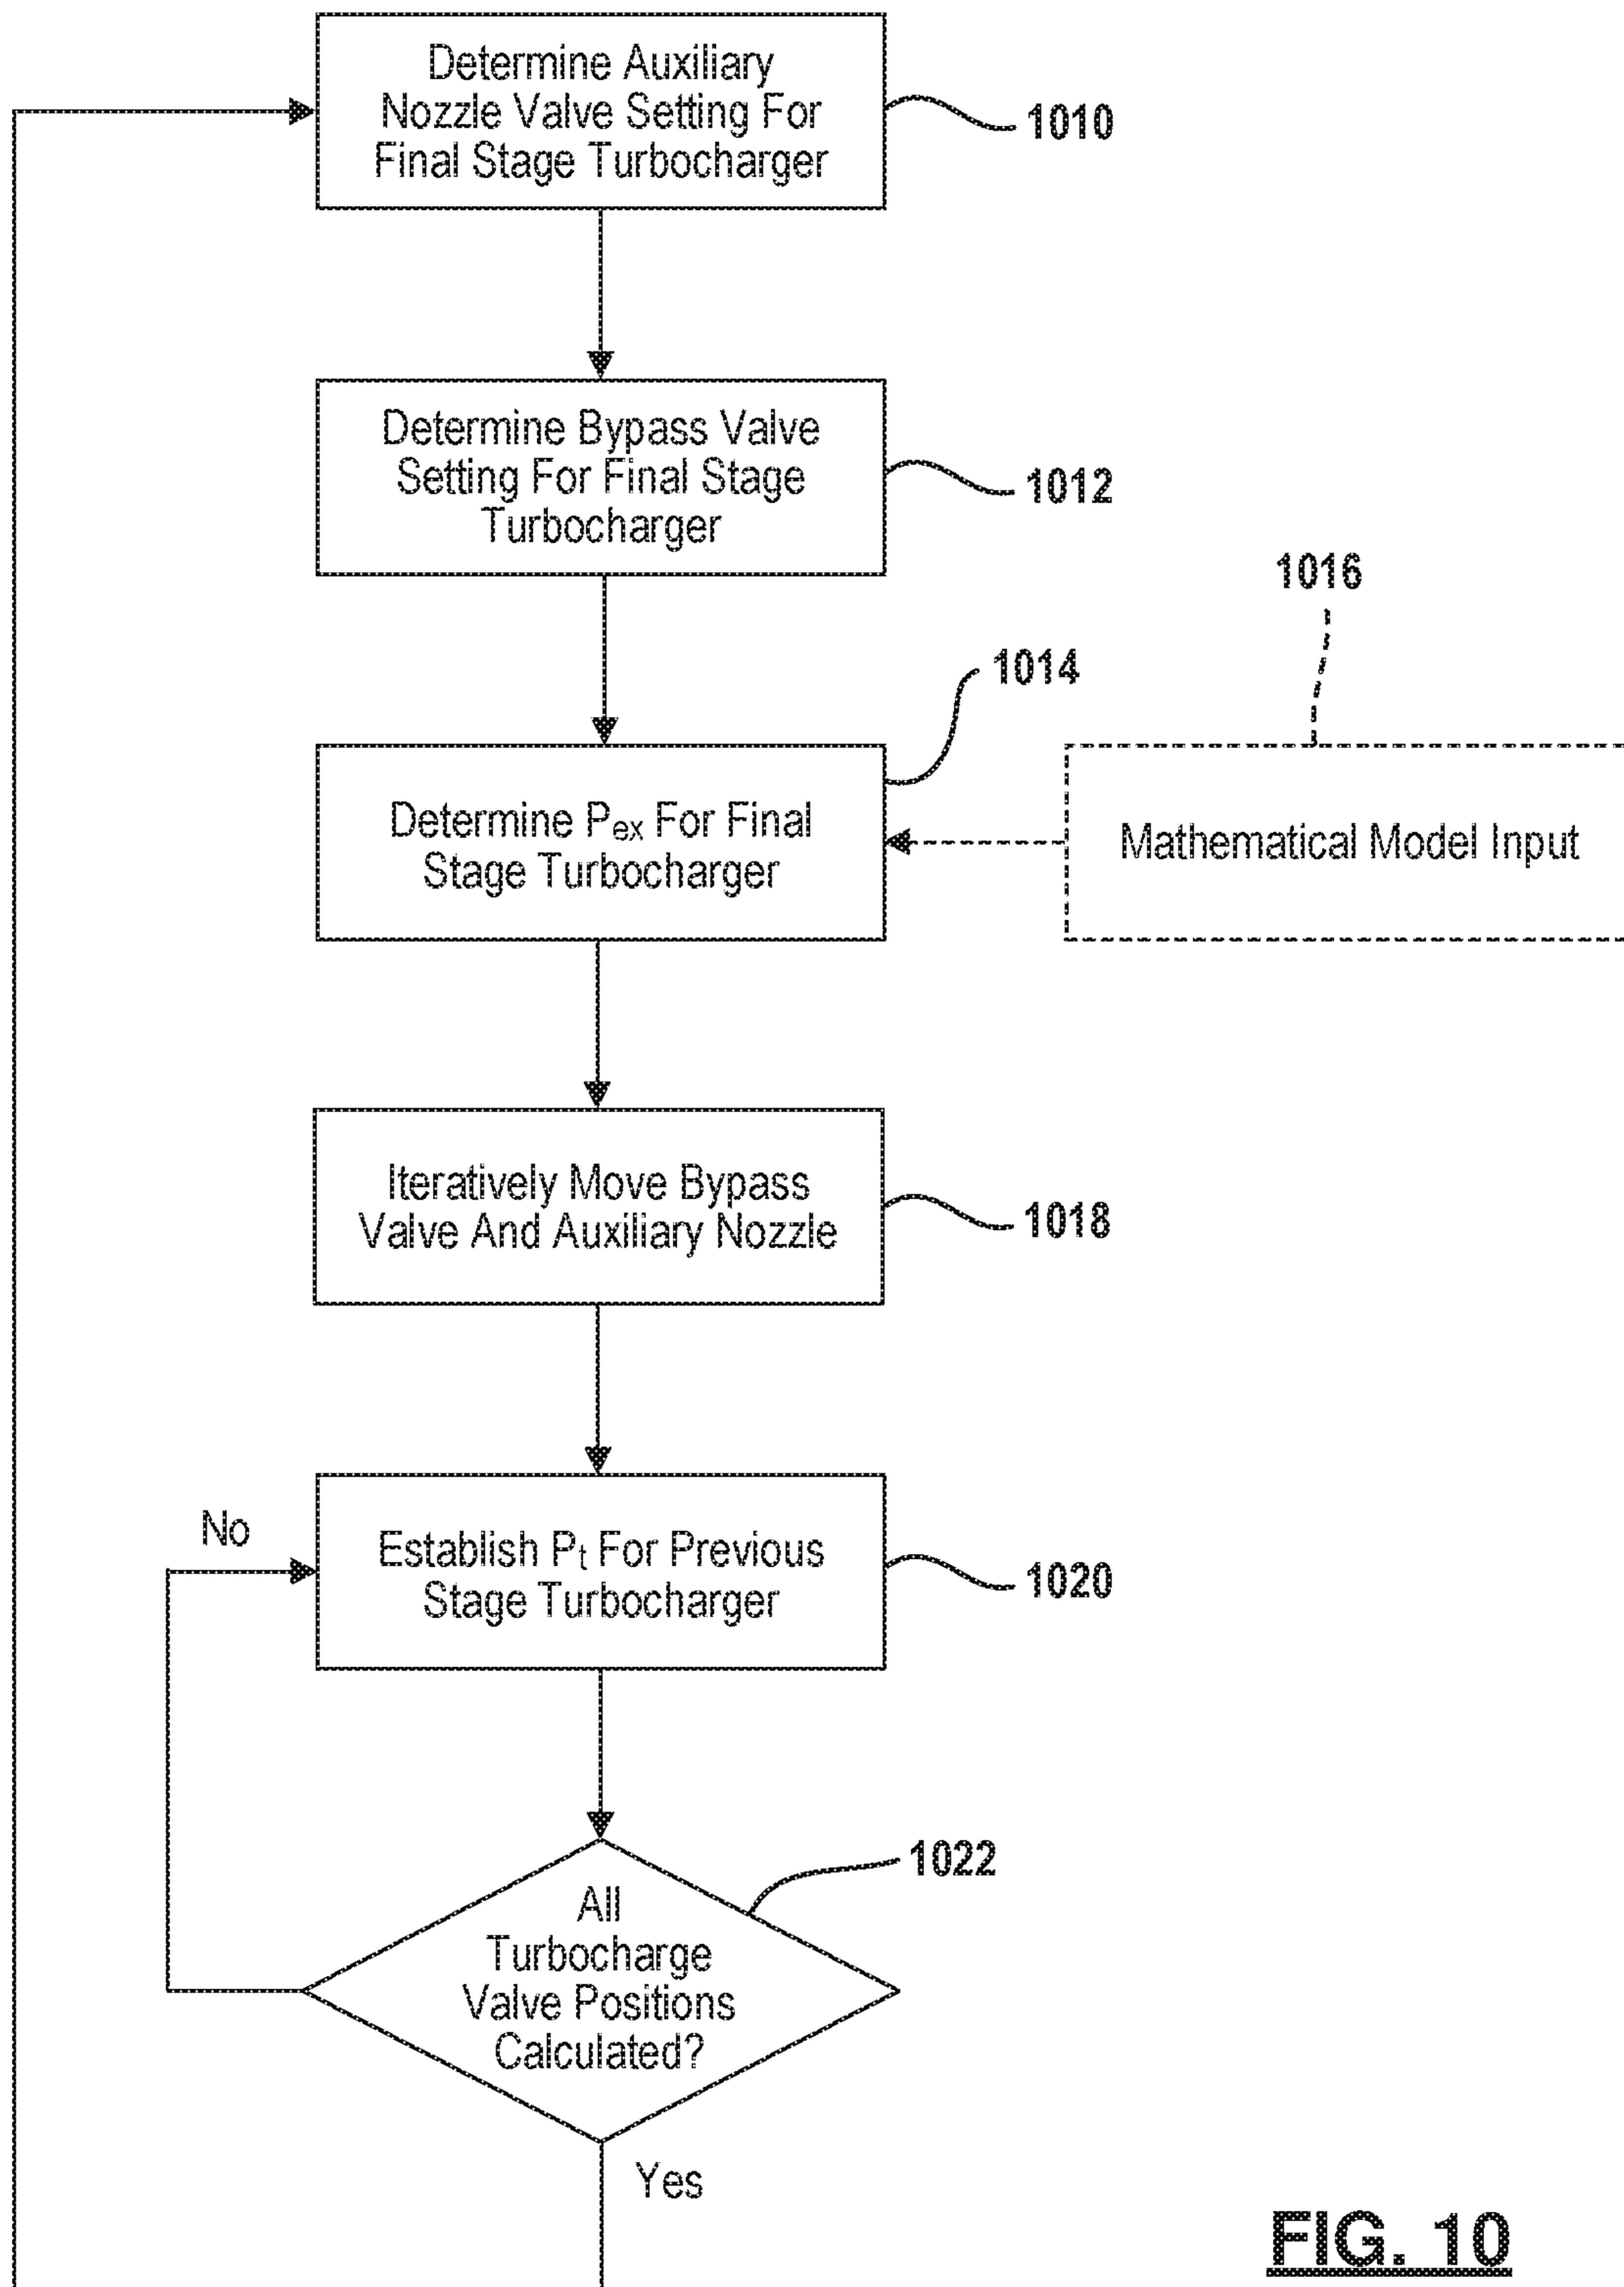 Determine Auxiliary
Nozzle Valve Setting For
Final Stage Turbocharger
1010
Determine Bypass Valve
Setting For Final Stage
Turbocharger
1012
1016
1014
Determine Pex For Final
Stage Turbocharger
Mathematical Model Input
Iteratively Move Bypass
Valve And Auxiliary Nozzle
1018
No
Establish Pt For Previous
Stage Turbocharger
1020
1022
All
Turbocharge
Valve Positions
Calculated?
Yes
FIG. 10